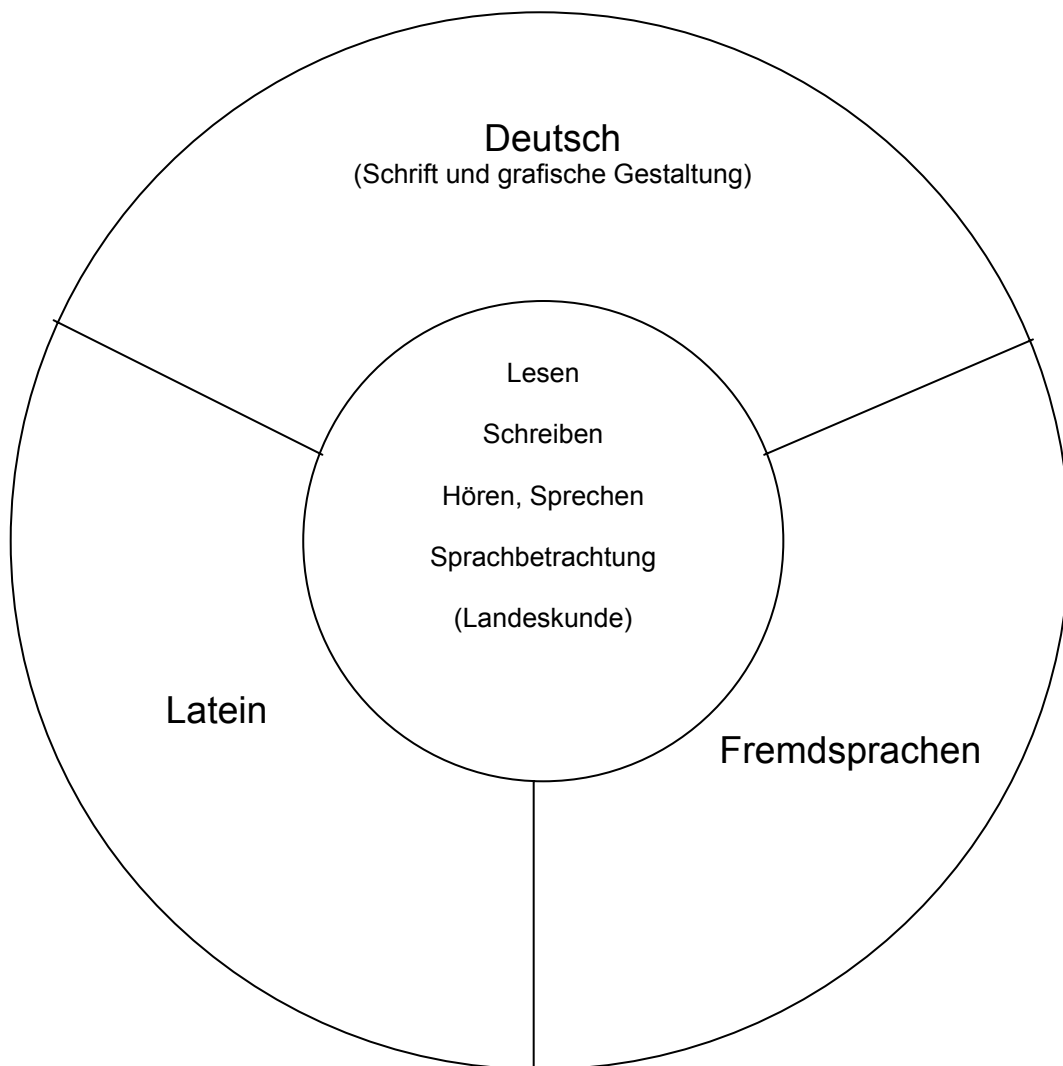 Deutsch
(Schrift und grafische Gestaltung)
Lesen
Schreiben
Hören, Sprechen
Sprachbetrachtung
(Landeskunde)
Latein
Fremdsprachen